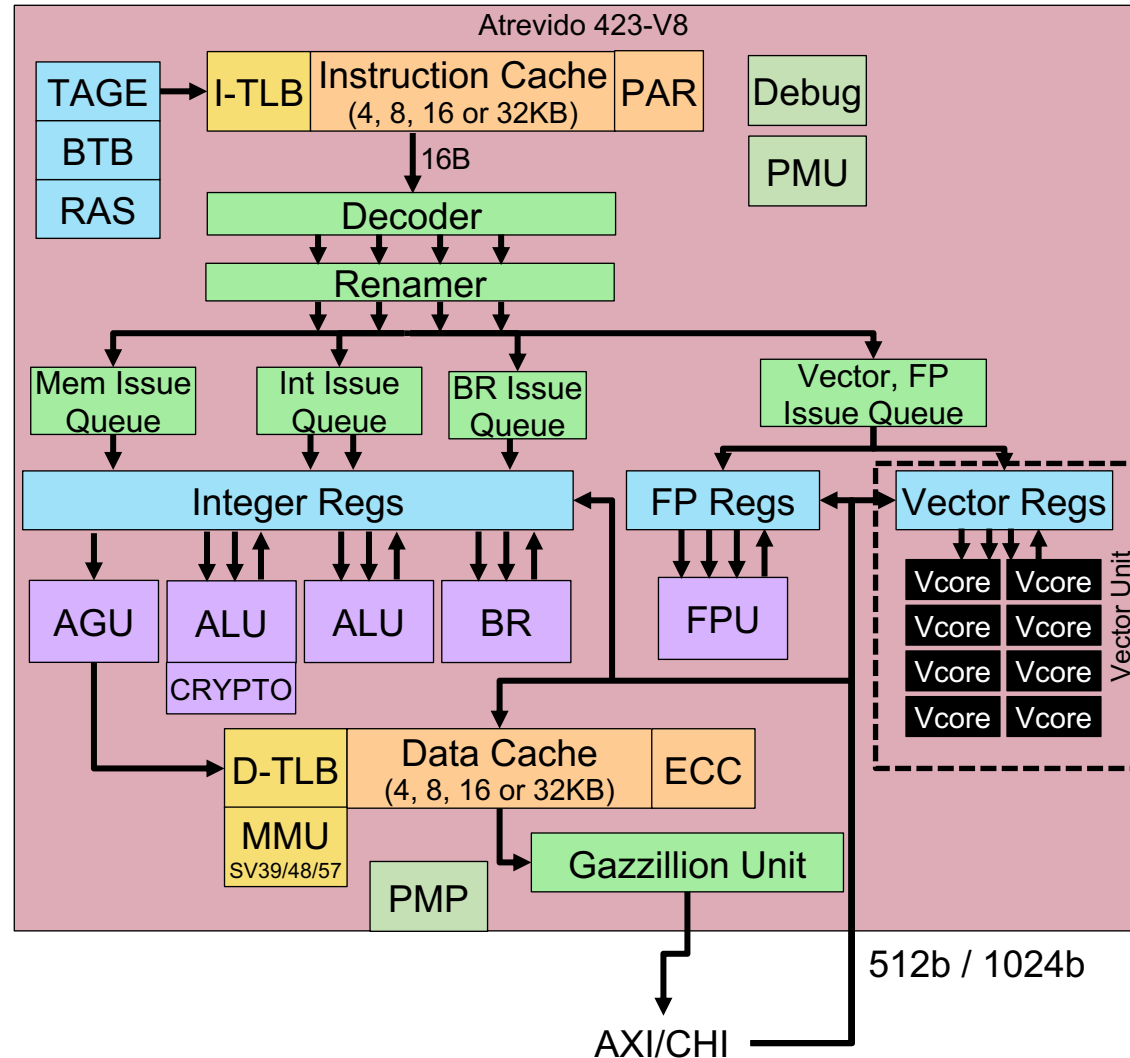 Atrevido 423-V8
TAGE
BTB
RAS
I-TLB
Instruction Cache
(4, 8, 16 or 32KB)
PAR
Debug
PMU
16B
Decoder
Renamer
Mem Issue
Queue
Int Issue
Queue
BR Issue
Queue
Vector, FP
Issue Queue
Integer Regs
FP Regs
Vector Regs
AGU
ALU
CRYPTO
ALU
BR
FPU
Vcore
Vcore
Vcore
Vcore
Vcore
Vcore
Vcore
Vcore
Vector Unit
D-TLB
Data Cache
(4, 8, 16 or 32KB)
ECC
MMU
SV39/48/57
PMP
Gazzillion Unit
512b / 1024b
AXI/CHI